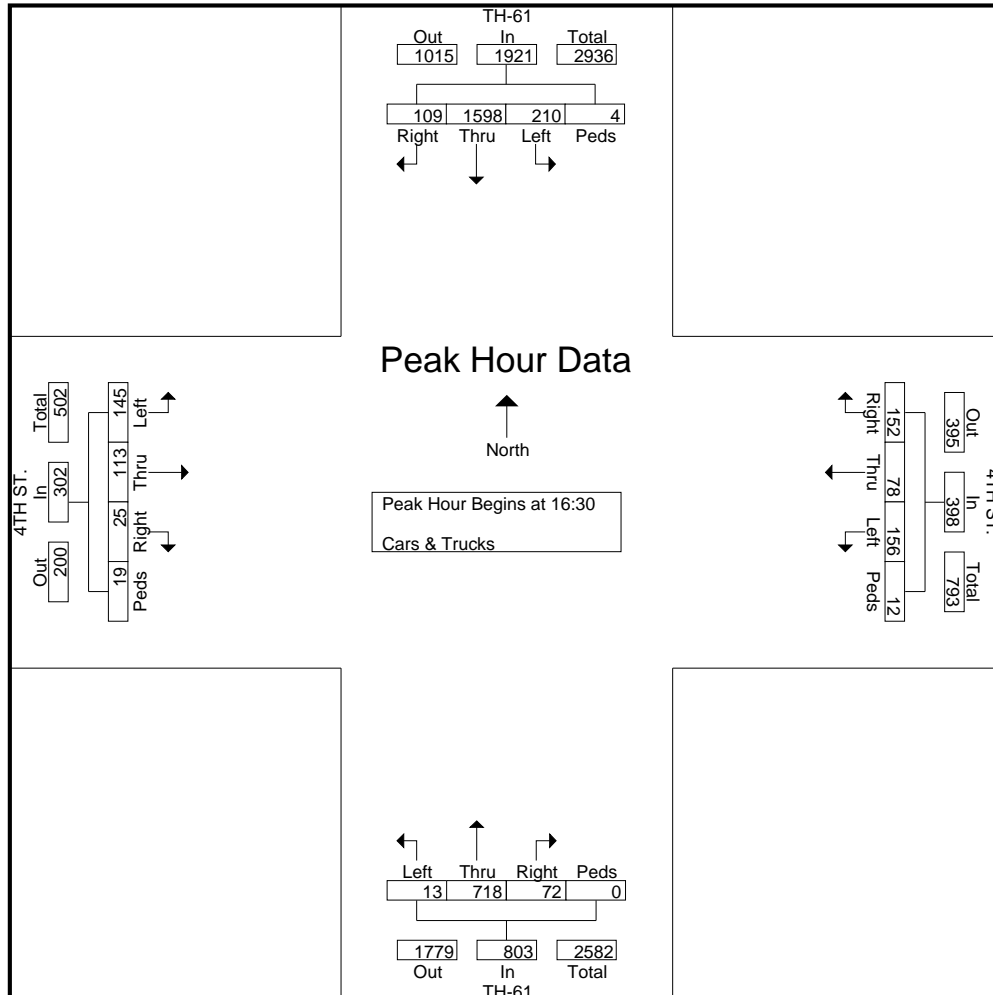 TH-61
Out In Total
1015 1921 2936
109 1598 210 4
Right Thru Left Peds
Peak Hour Data
North
Peak Hour Begins at 16:30
Cars & Trucks
4TH ST.
Total In Out
502 302 200
145 113 25 19
Left Thru Right Peds
4TH ST.
Out In Total
395 398 793
152 78 156 12
Right Thru Left Peds
Left Thru Right Peds
13 718 72 0
1779 803 2582
Out In Total
TH-61